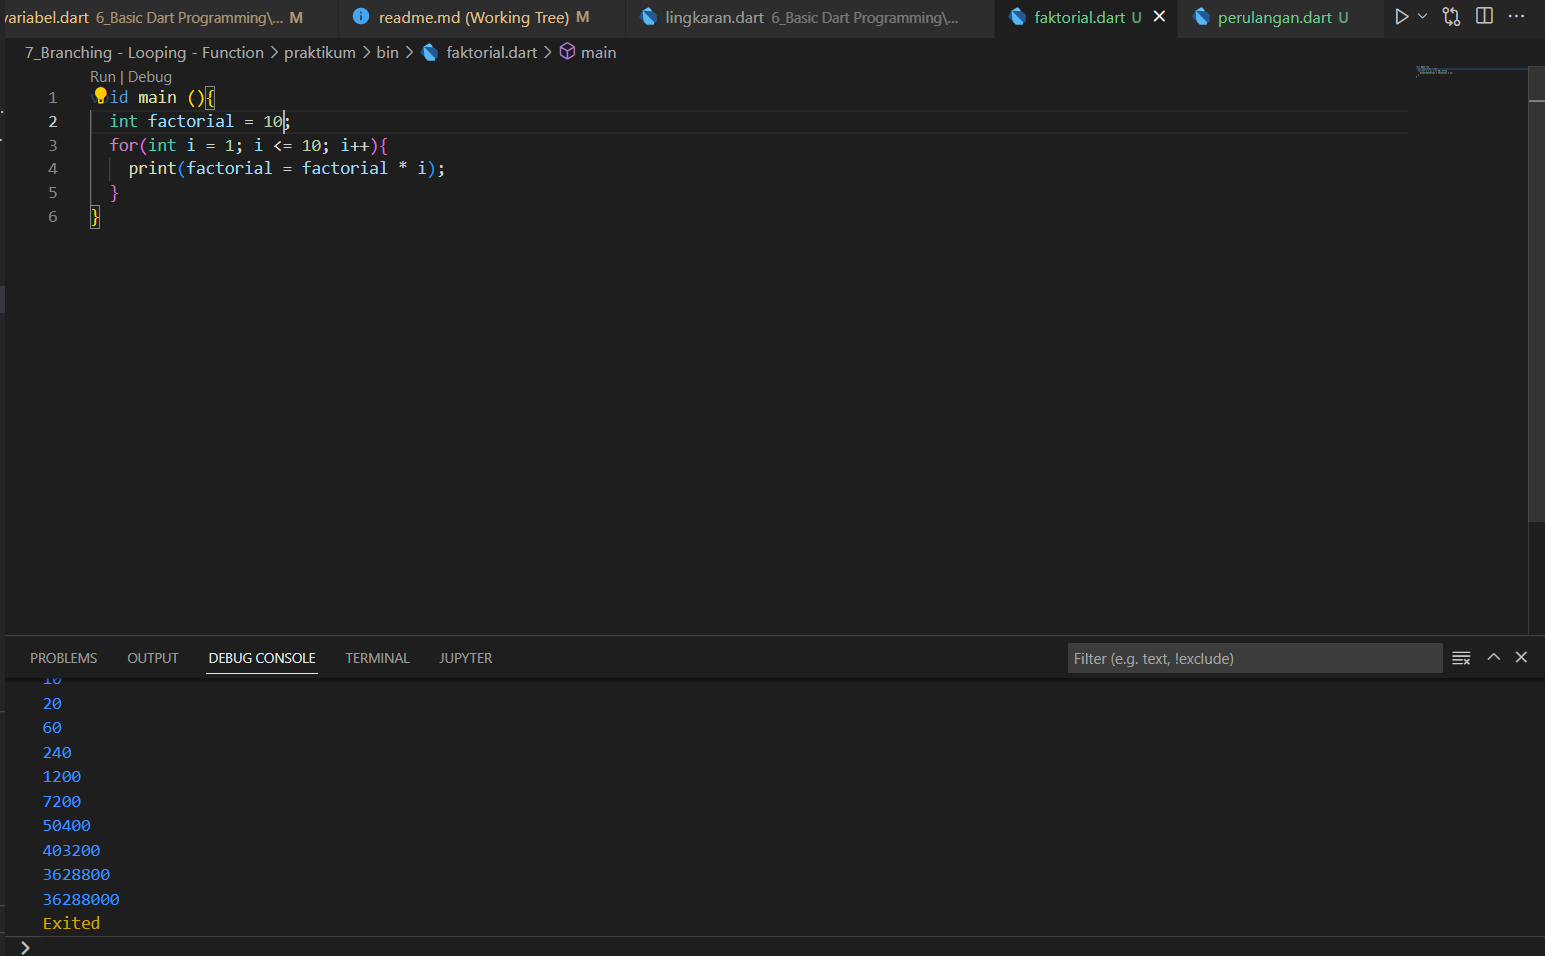 variabel.dart 6_Basic Dart Programming\... M readme.md (Working Tree) M lingkaran.dart 6_Basic Dart Programming\... faktorial.dart U perulangan.dart U
7_Branching - Looping - Function > praktikum > bin > faktorial.dart > main
Run | Debug
1 void main (){
2 int factorial = 10;
3 for(int i = 1; i <= 10; i++){
4 print(factorial = factorial * i);
5 }
6 }
PROBLEMS OUTPUT DEBUG CONSOLE TERMINAL JUPYTER Filter (e.g. text, !exclude)
10
20
60
240
1200
7200
50400
403200
3628800
36288000
Exited
>